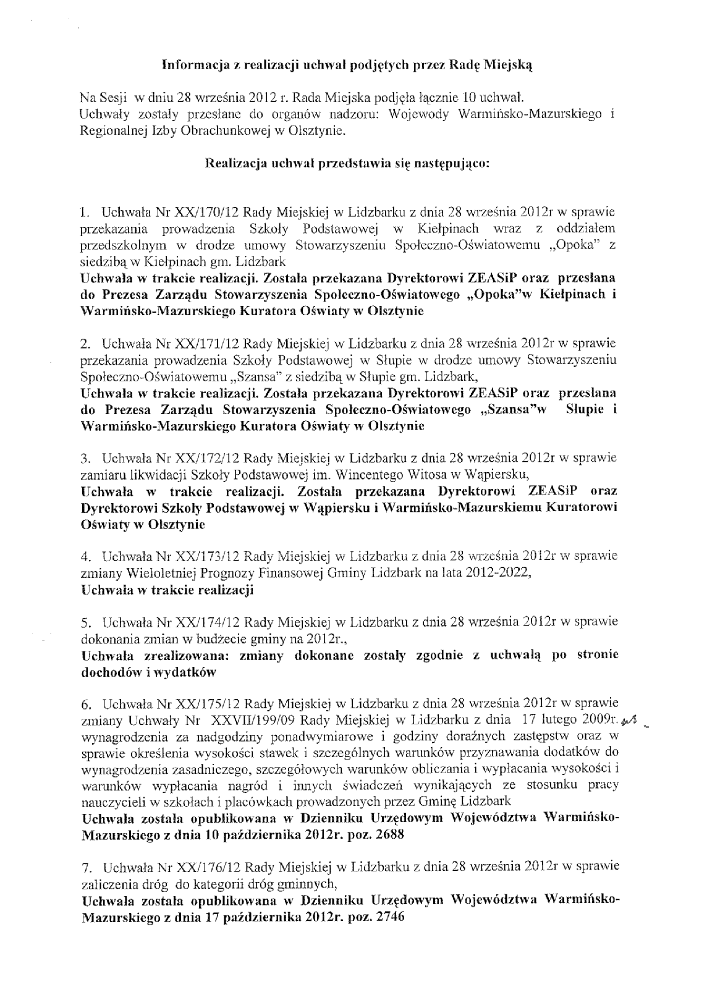 Informacja z realizacji uchwał podjętych przez Radę Miejską
Na Sesji w dniu 28 września 2012 r. Rada Miejska podjęła łącznie 10 uchwał.
Uchwały zostały przesłane do organów nadzoru: Wojewody Warmińsko-Mazurskiego i
Regionalnej Izby Obrachunkowej w Olsztynie.
Realizacja uchwał przedstawia się następująco:
1. Uchwała Nr XX/170/12 Rady Miejskiej w Lidzbarku z dnia 28 września 2012r w sprawie
przekazania prowadzenia Szkoły Podstawowej w Kiełpinach wraz z oddziałem
przedszkolnym w drodze umowy Stowarzyszeniu Społeczno-Oświatowemu „Opoka” z
siedzibą w Kiełpinach gm. Lidzbark
Uchwała w trakcie realizacji. Została przekazana Dyrektorowi ZEASiP oraz przesłana
do Prezesa Zarządu Stowarzyszenia Społeczno-Oświatowego „Opoka”w Kiełpinach i
Warmińsko-Mazurskiego Kuratora Oświaty w Olsztynie
2. Uchwała Nr XX/171/12 Rady Miejskiej w Lidzbarku z dnia 28 września 2012r w sprawie
przekazania prowadzenia Szkoły Podstawowej w Słupie w drodze umowy Stowarzyszeniu
Społeczno-Oświatowemu „Szansa” z siedzibą w Słupie gm. Lidzbark,
Uchwała w trakcie realizacji. Została przekazana Dyrektorowi ZEASiP oraz przesłana
do Prezesa Zarządu Stowarzyszenia Społeczno-Oświatowego „Szansa”w Słupie i
Warmińsko-Mazurskiego Kuratora Oświaty w Olsztynie
3. Uchwała Nr XX/172/12 Rady Miejskiej w Lidzbarku z dnia 28 września 2012r w sprawie
zamiaru likwidacji Szkoły Podstawowej im. Wincentego Witosa w Wąpiersku,
Uchwała w trakcie realizacji. Została przekazana Dyrektorowi ZEASiP oraz
Dyrektorowi Szkoły Podstawowej w Wąpiersku i Warmińsko-Mazurskiemu Kuratorowi
Oświaty w Olsztynie
4. Uchwała Nr XX/173/12 Rady Miejskiej w Lidzbarku z dnia 28 września 2012r w sprawie
zmiany Wieloletniej Prognozy Finansowej Gminy Lidzbark na lata 2012-2022,
Uchwała w trakcie realizacji
5. Uchwała Nr XX/174/12 Rady Miejskiej w Lidzbarku z dnia 28 września 2012r w sprawie
dokonania zmian w budżecie gminy na 2012r.,
Uchwała zrealizowana: zmiany dokonane zostały zgodnie z uchwałą po stronie
dochodów i wydatków
6. Uchwała Nr XX/175/12 Rady Miejskiej w Lidzbarku z dnia 28 września 2012r w sprawie
zmiany Uchwały Nr XXVII/199/09 Rady Miejskiej w Lidzbarku z dnia 17 lutego 2009r.
wynagrodzenia za nadgodziny ponadwymiarowe i godziny doraźnych zastępstw oraz w
sprawie określenia wysokości stawek i szczególnych warunków przyznawania dodatków do
wynagrodzenia zasadniczego, szczegółowych warunków obliczania i wypłacania wysokości i
warunków wypłacania nagród i innych świadczeń wynikających ze stosunku pracy
nauczycieli w szkołach i placówkach prowadzonych przez Gminę Lidzbark
Uchwała została opublikowana w Dzienniku Urzędowym Województwa Warmińsko-
Mazurskiego z dnia 10 października 2012r. poz. 2688
7. Uchwała Nr XX/176/12 Rady Miejskiej w Lidzbarku z dnia 28 września 2012r w sprawie
zaliczenia dróg do kategorii dróg gminnych,
Uchwała została opublikowana w Dzienniku Urzędowym Województwa Warmińsko-
Mazurskiego z dnia 17 października 2012r. poz. 2746